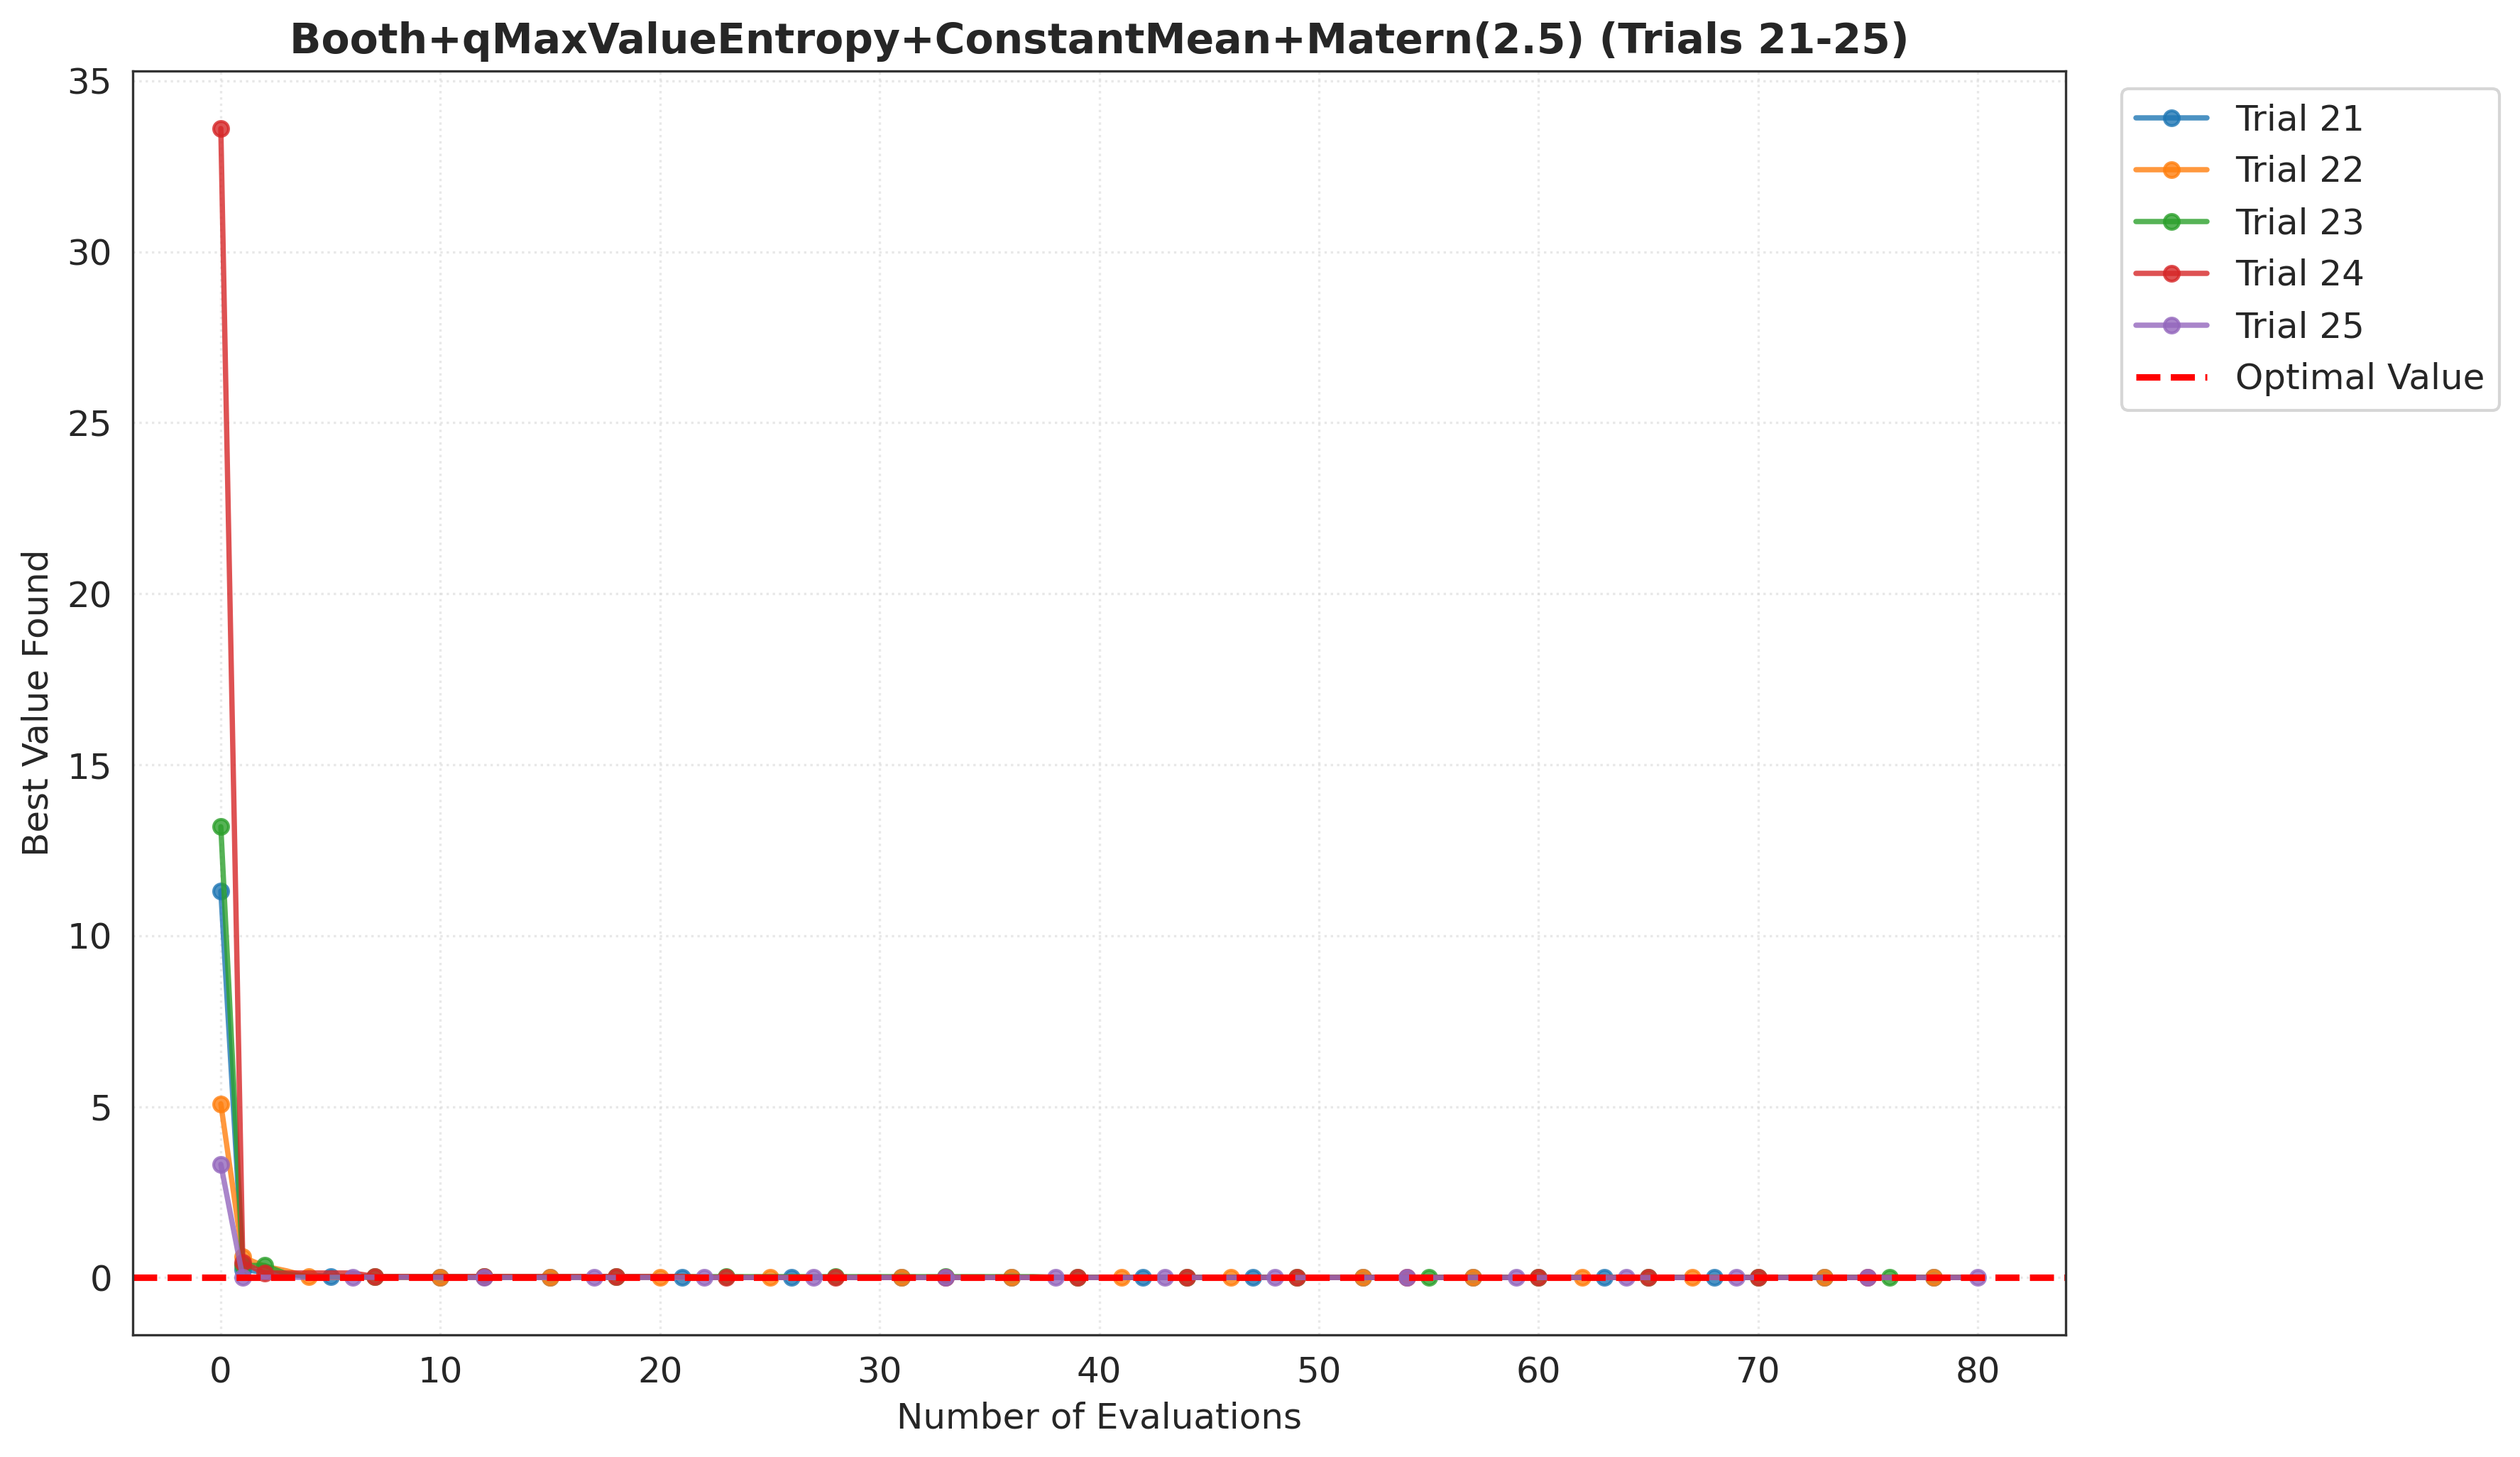 Booth+qMaxValueEntropy+ConstantMean+Matern(2.5) (Trials 21-25)
35
30
25
20
15
10
5
0
Best Value Found
0 10 20 30 40 50 60 70 80
Number of Evaluations
Trial 21
Trial 22
Trial 23
Trial 24
Trial 25
Optimal Value